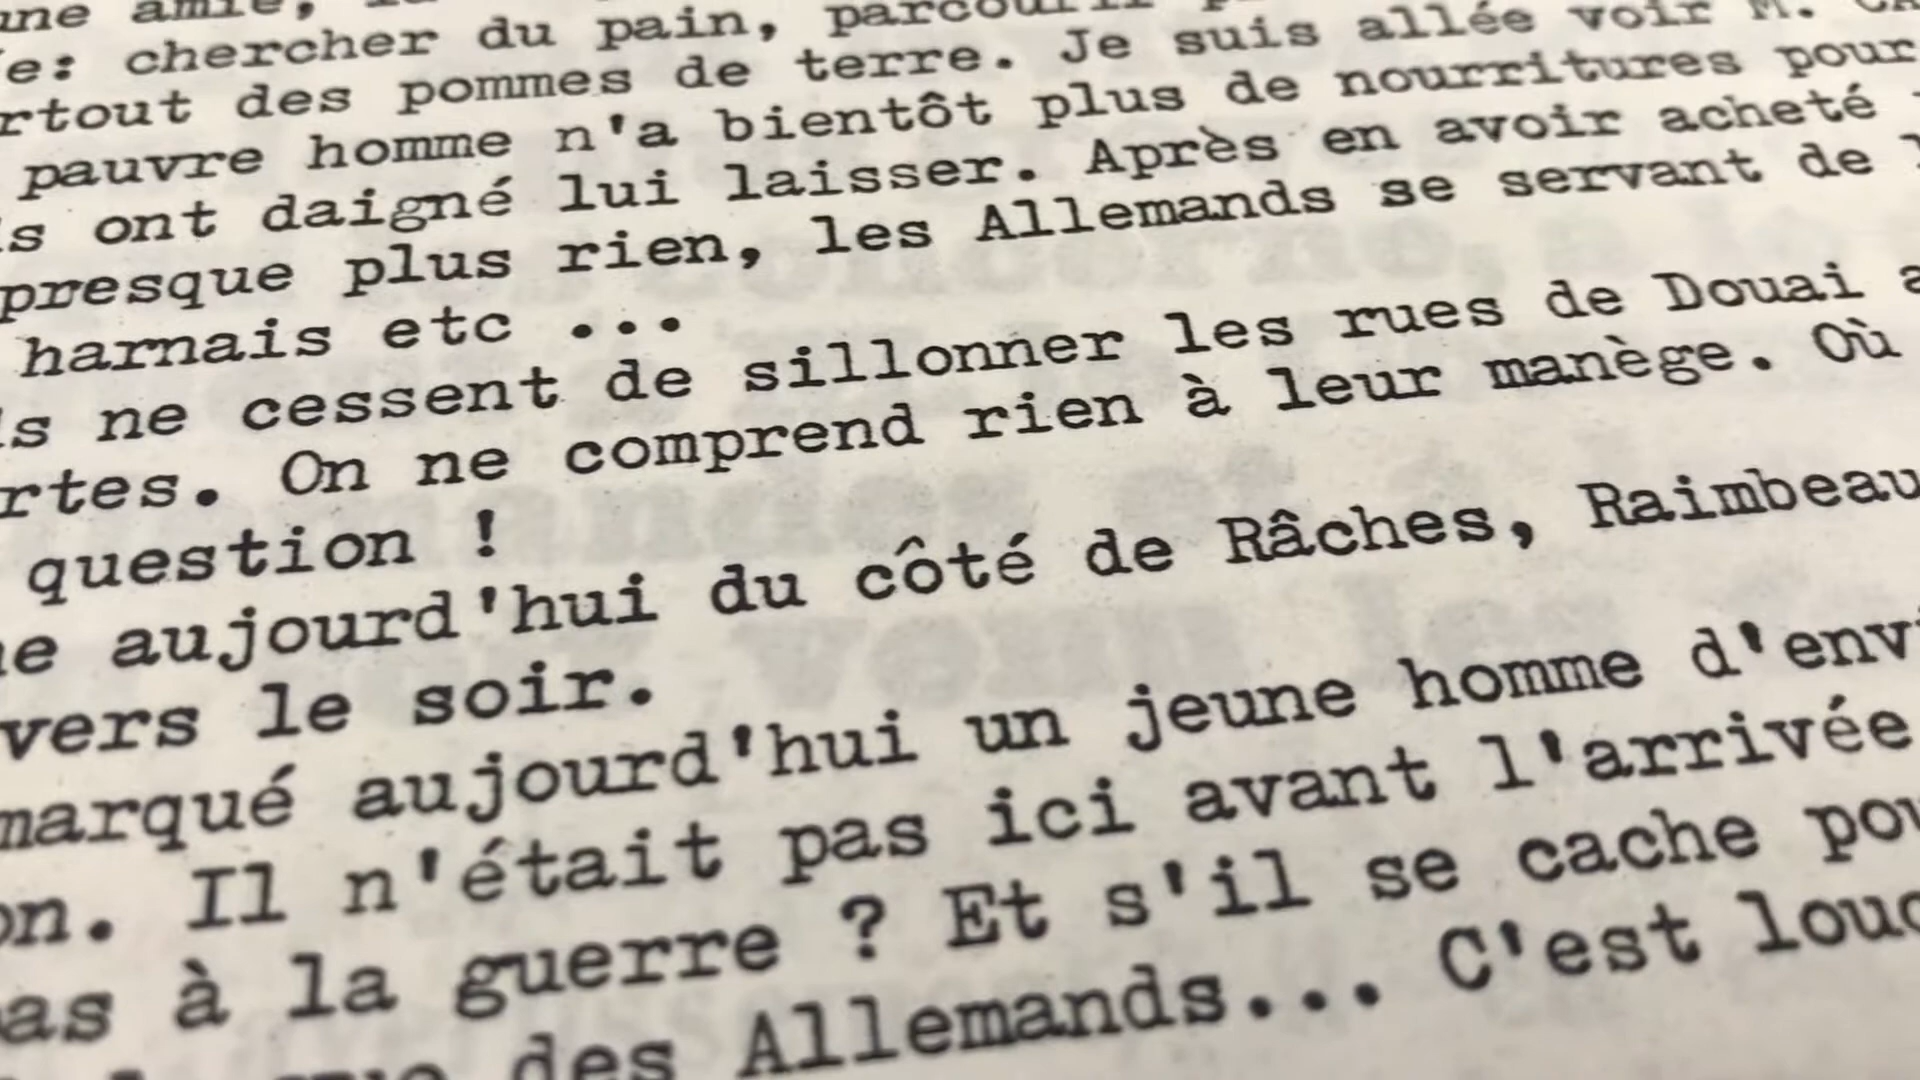 une amie,
e: chercher du pain, parcourir
rtout des pommes de terre. Je suis allée voir M.
pauvre homme n'a bientôt plus de nourritures pour
s ont daigné lui laisser. Après en avoir acheté
presque plus rien, les Allemands se servant de
harnais etc ...
s ne cessent de sillonner les rues de Douai a
rtes. On ne comprend rien à leur manège. Où
question !
e aujourd'hui du côté de Râches, Raimbeau
vers le soir.
marqué aujourd'hui un jeune homme d'env
on. Il n'était pas ici avant l'arrivée
as à la guerre ? Et s'il se cache pou
des Allemands... C'est louc